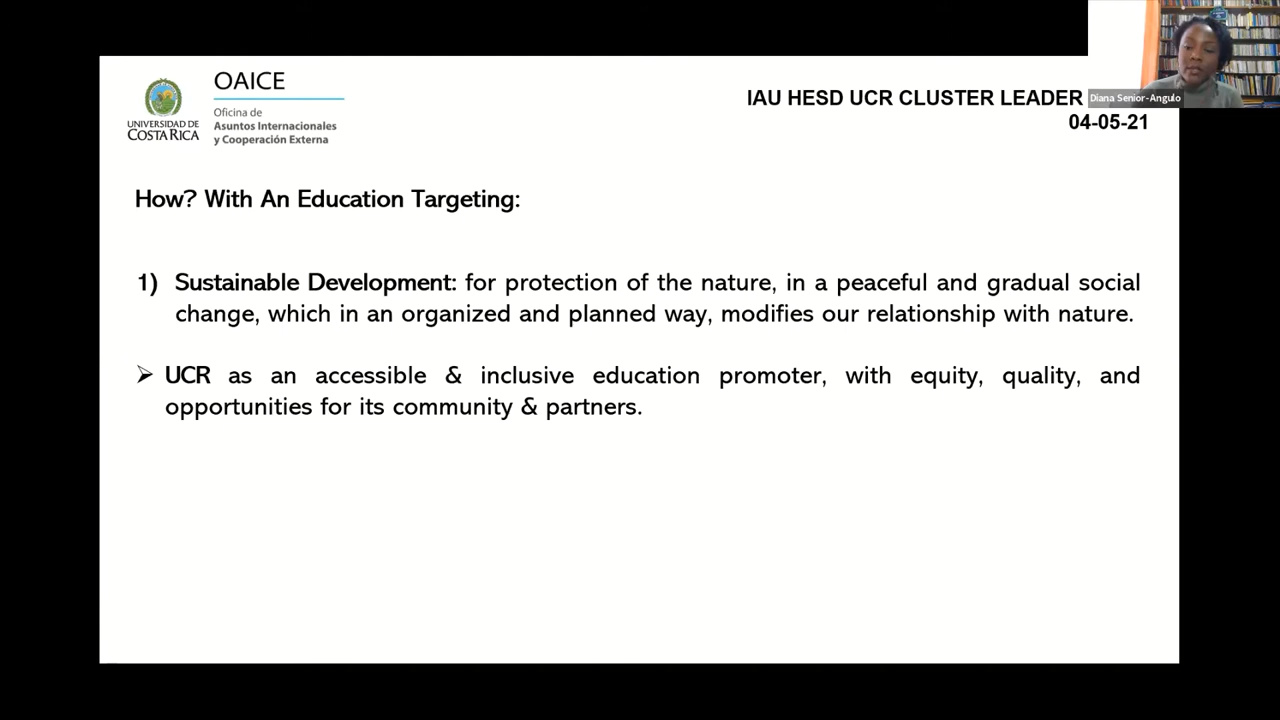 OAICE
Oficina de
Asuntos Internacionales
y Cooperación Externa
UNIVERSIDAD DE
COSTA RICA
IAU HESD UCR CLUSTER LEADER
04-05-21
Diana Senior-Angulo
How? With An Education Targeting:
1) Sustainable Development: for protection of the nature, in a peaceful and gradual social
change, which in an organized and planned way, modifies our relationship with nature.
➢ UCR as an accessible & inclusive education promoter, with equity, quality, and
opportunities for its community & partners.